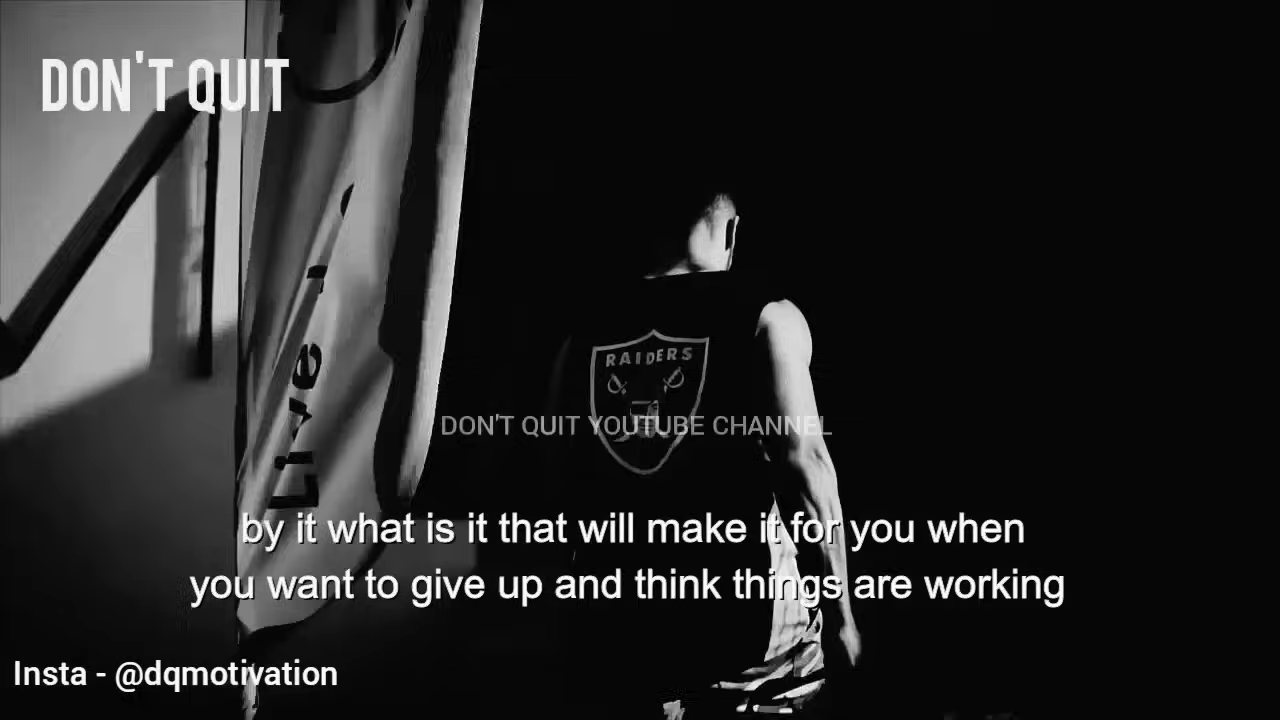 DON'T QUIT
Live
RAIDERS
DON'T QUIT YOUTUBE CHANNEL
by it what is it that will make it for you when
you want to give up and think things are working
Insta - @dqmotivation